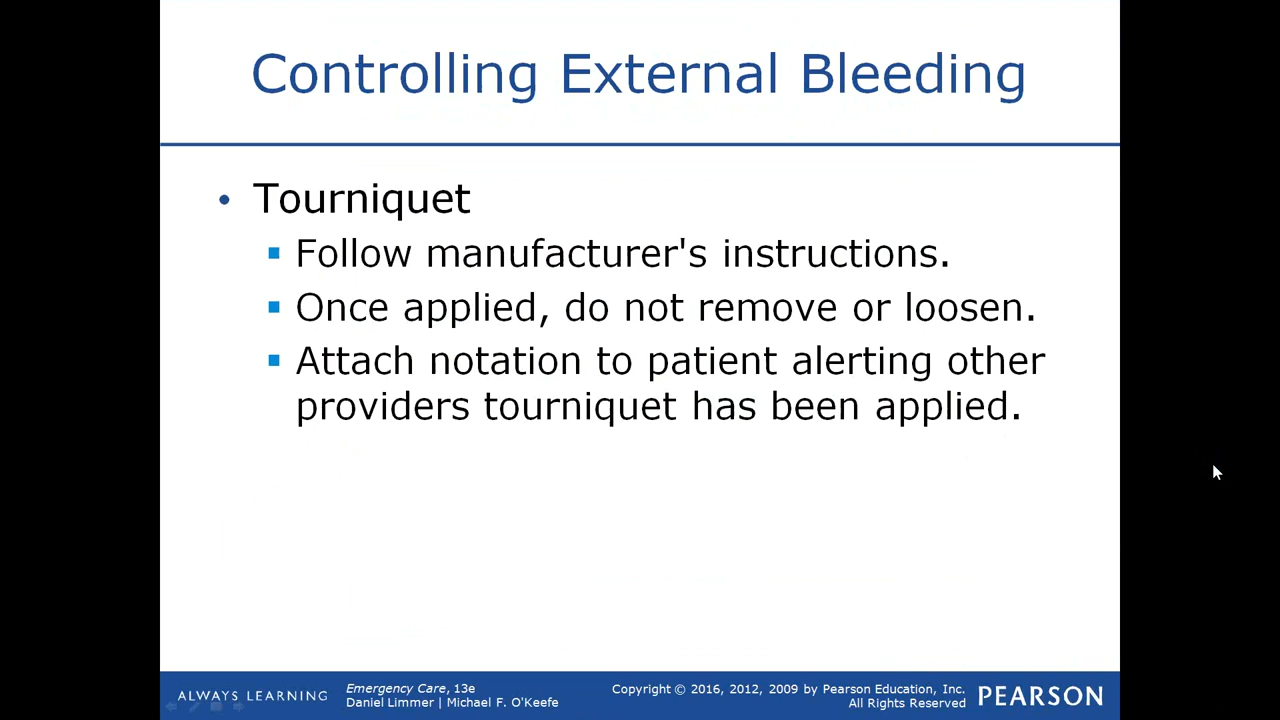 Controlling External Bleeding
• Tourniquet
▪ Follow manufacturer's instructions.
▪ Once applied, do not remove or loosen.
▪ Attach notation to patient alerting other
providers tourniquet has been applied.
ALWAYS LEARNING
Emergency Care, 13e
Daniel Limmer | Michael F. O'Keefe
Copyright © 2016, 2012, 2009 by Pearson Education, Inc.
All Rights Reserved
PEARSON